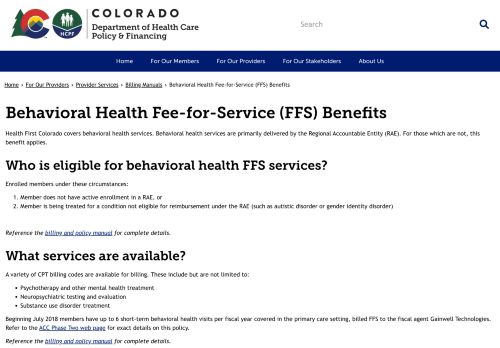 COLORADO
Department of Health Care
Policy & Financing
HCPF
CO
Search
Home
For Our Members
For Our Providers
For Our Stakeholders
About Us
Home › For Our Providers › Provider Services › Billing Manuals › Behavioral Health Fee-for-Service (FFS) Benefits
Behavioral Health Fee-for-Service (FFS) Benefits
Health First Colorado covers behavioral health services. Behavioral health services are primarily delivered by the Regional Accountable Entity (RAE). For those which are not, this
benefit applies.
Who is eligible for behavioral health FFS services?
Enrolled members under these circumstances:
1. Member does not have active enrollment in a RAE, or
2. Member is being treated for a condition not eligible for reimbursement under the RAE (such as autistic disorder or gender identity disorder)
Reference the billing and policy manual for complete details.
What services are available?
A variety of CPT billing codes are available for billing. These include but are not limited to:
• Psychotherapy and other mental health treatment
• Neuropsychiatric testing and evaluation
• Substance use disorder treatment
Beginning July 2018 members have up to 6 short-term behavioral health visits per fiscal year covered in the primary care setting, billed FFS to the fiscal agent Gainwell Technologies.
Refer to the ACC Phase Two web page for exact details on this policy.
Reference the billing and policy manual for complete details.